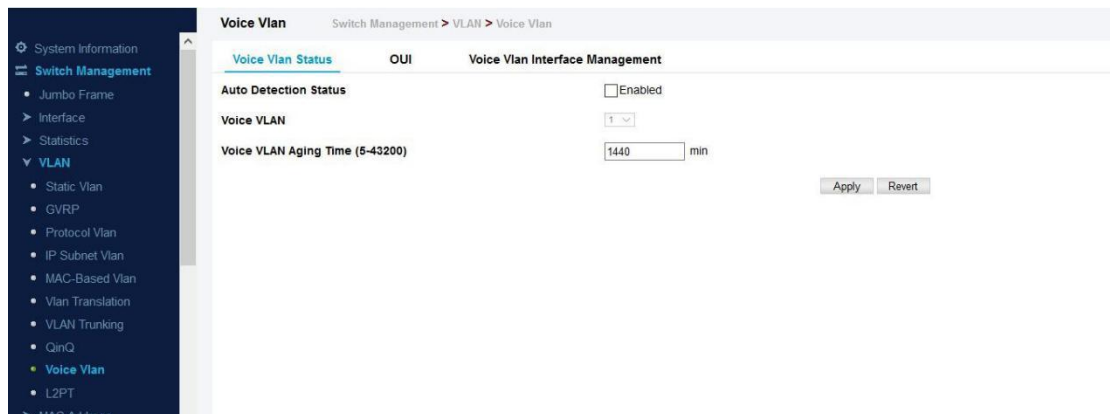 Voice Vlan Switch Management > VLAN > Voice Vlan
System Information
Switch Management
Jumbo Frame
Interface
Statistics
VLAN
Static Vlan
GVRP
Protocol Vlan
IP Subnet Vlan
MAC-Based Vlan
Vlan Translation
VLAN Trunking
QinQ
Voice Vlan
L2PT
Voice Vlan Status OUI Voice Vlan Interface Management
Auto Detection Status Enabled
Voice VLAN 1
Voice VLAN Aging Time (5-43200) 1440 min
Apply Revert